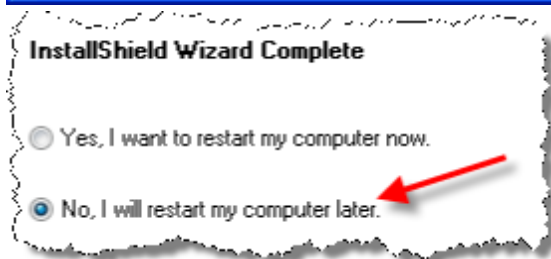 InstallShield Wizard Complete
Yes, I want to restart my computer now.
No, I will restart my computer later.